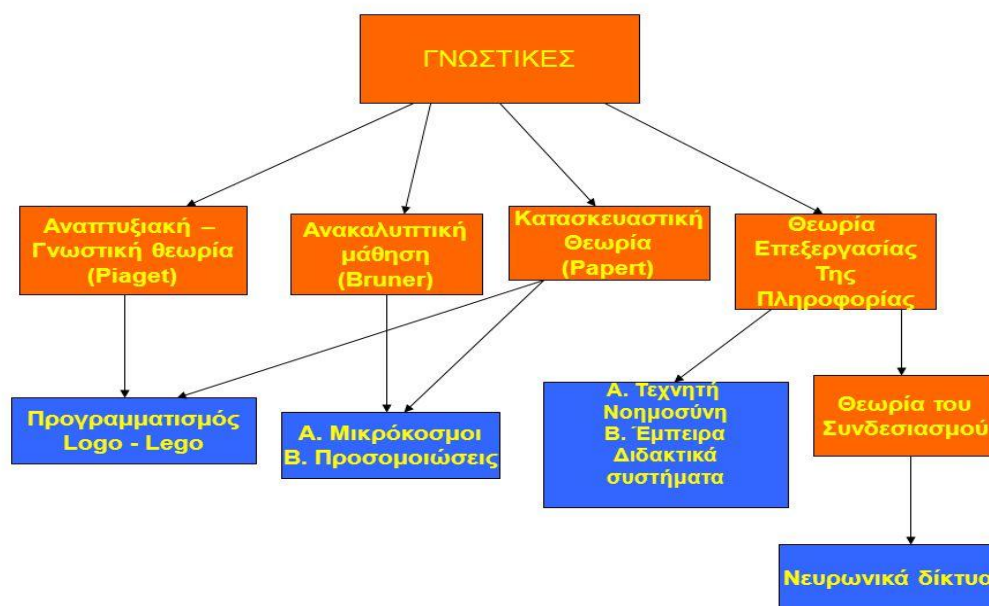 ΓΝΩΣΤΙΚΕΣ
Αναπτυξιακή –
Γνωστική θεωρία
(Piaget)
Ανακαλυπτική
μάθηση
(Bruner)
Κατασκευαστική
Θεωρία
(Papert)
Θεωρία
Επεξεργασίας
Της
Πληροφορίας
Προγραμματισμός
Logo - Lego
Α. Μικρόκοσμοι
Β. Προσομοιώσεις
Α. Τεχνητή
Νοημοσύνη
Β. Έμπειρα
Διδακτικά
συστήματα
Θεωρία του
Συνδεσιασμού
Νευρωνικά δίκτυα